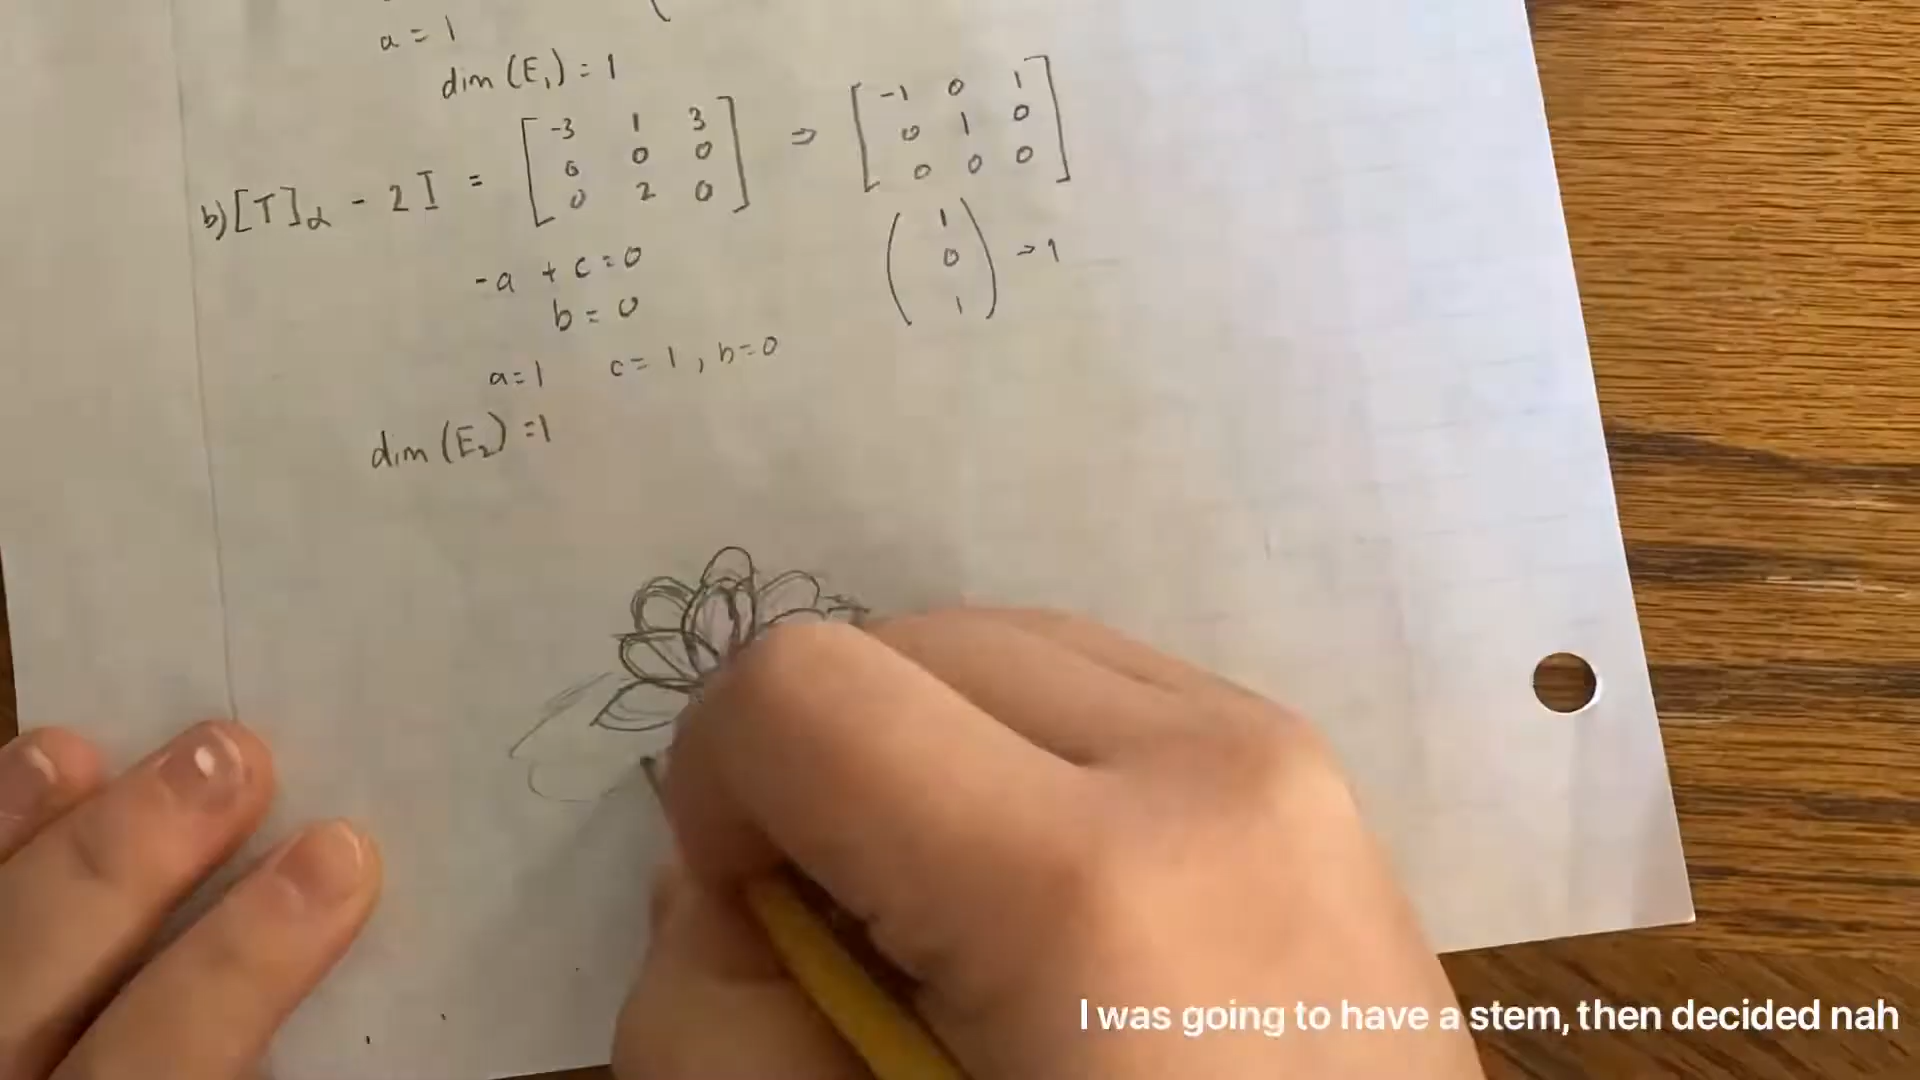 a = 1
dim (E₁) = 1
b) [T]α - 2I = [ -3 1 3 ; 0 0 0 ; 0 2 0 ] ⇒ [ -1 0 1 ; 0 1 0 ; 0 0 0 ]
-a + c = 0
b = 0
( 1 0 1 ) → 1
a = 1 c = 1 , b = 0
dim (E₂) = 1
I was going to have a stem, then decided nah